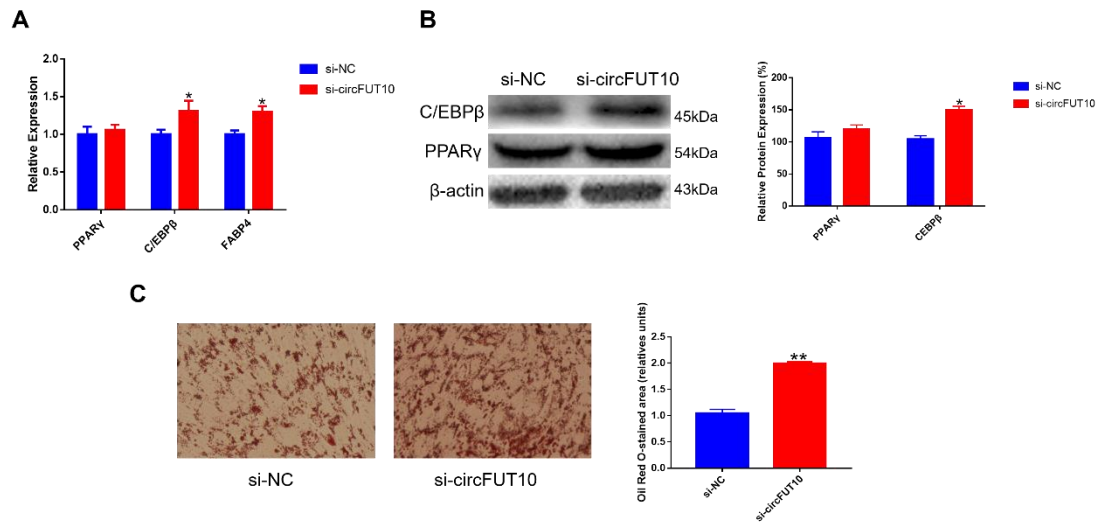 A
Relative Expression
2.0
1.5
1.0
0.5
0.0
PPARγ
C/EBPβ
FABP4
*
*
si-NC
si-circFUT10
B
si-NC
si-circFUT10
C/EBPβ
45kDa
PPARγ
54kDa
β-actin
43kDa
Relative Protein Expression (%)
200
150
100
50
0
PPARγ
CEBPβ
*
si-NC
si-circFUT10
C
si-NC
si-circFUT10
Oil Red O-stained area (relatives units)
2.5
2.0
1.5
1.0
0.5
0.0
si-NC
si-circFUT10
**